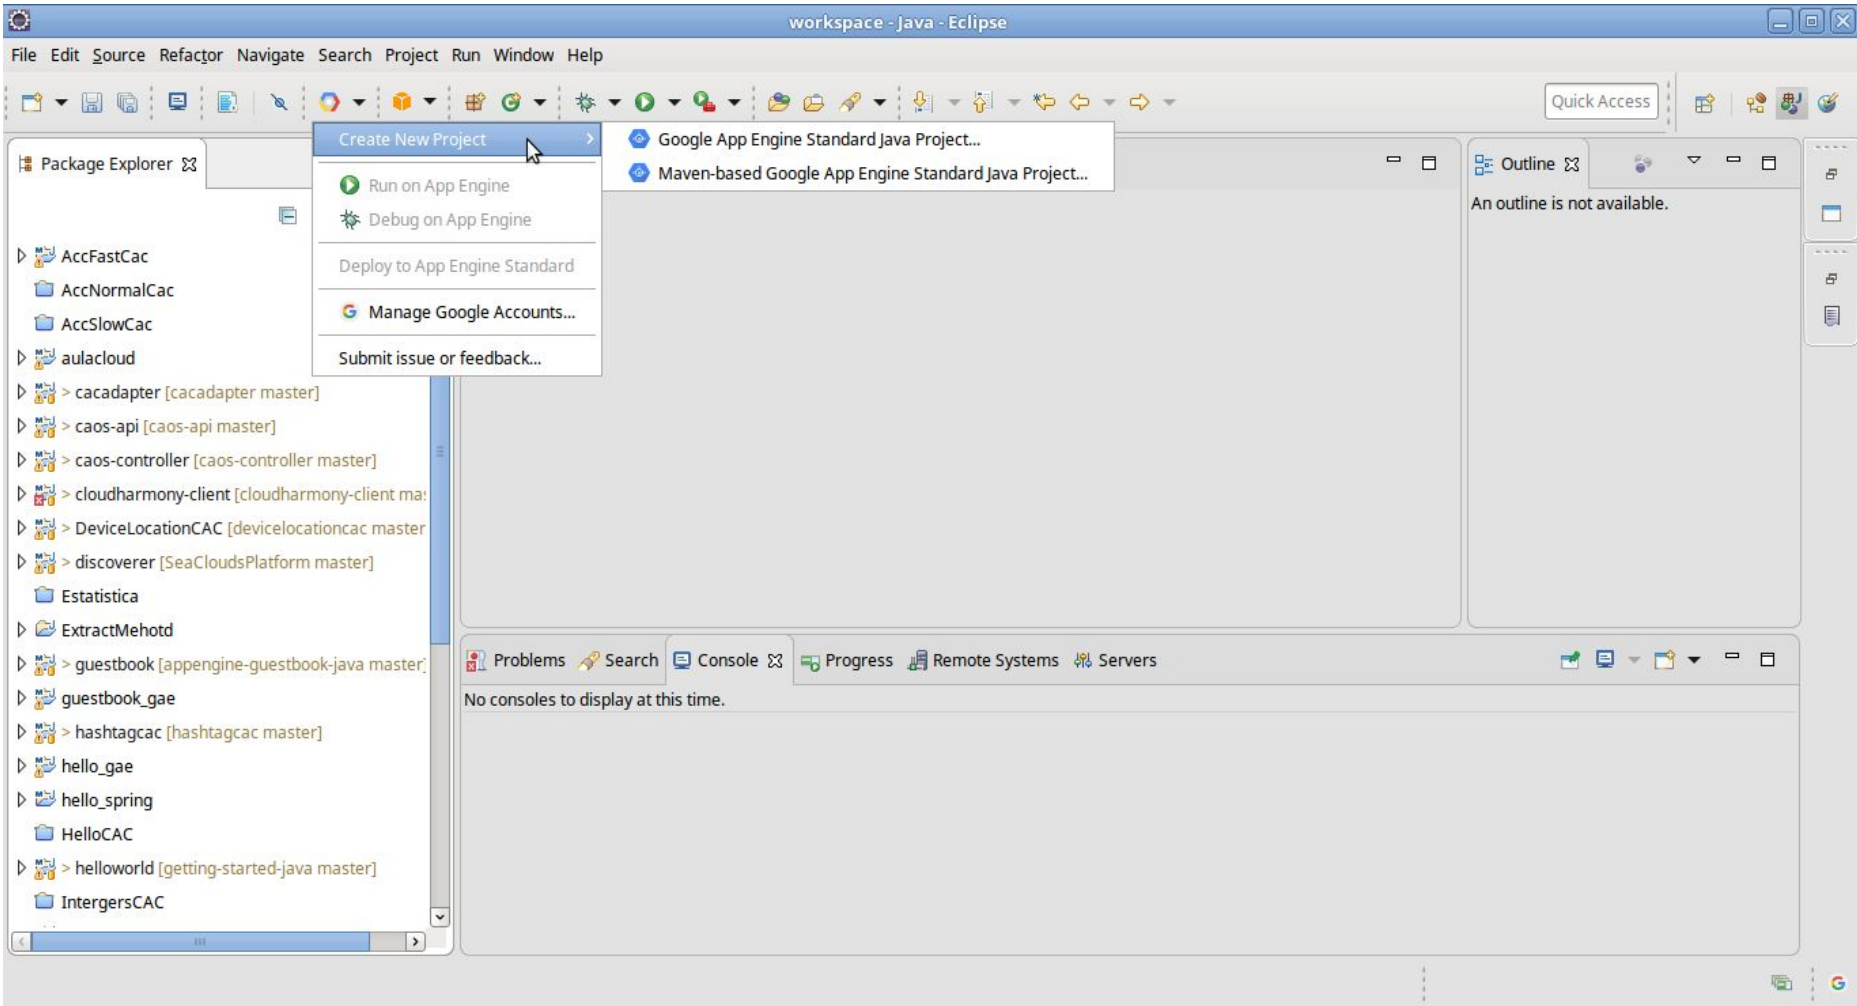 workspace - Java - Eclipse
File Edit Source Refactor Navigate Search Project Run Window Help
Quick Access
Create New Project
Google App Engine Standard Java Project...
Maven-based Google App Engine Standard Java Project...
Run on App Engine
Debug on App Engine
Deploy to App Engine Standard
Manage Google Accounts...
Submit issue or feedback...
Package Explorer
AccFastCac
AccNormalCac
AccSlowCac
aulacloud
> cacadapter [cacadapter master]
> caos-api [caos-api master]
> caos-controller [caos-controller master]
> cloudharmony-client [cloudharmony-client mas
> DeviceLocationCAC [devicelocationcac master
> discoverer [SeaCloudsPlatform master]
Estatistica
ExtractMehotd
> guestbook [appengine-guestbook-java master]
guestbook_gae
> hashtagcac [hashtagcac master]
hello_gae
hello_spring
HelloCAC
> helloworld [getting-started-java master]
IntergersCAC
Outline
An outline is not available.
Problems Search Console Progress Remote Systems Servers
No consoles to display at this time.